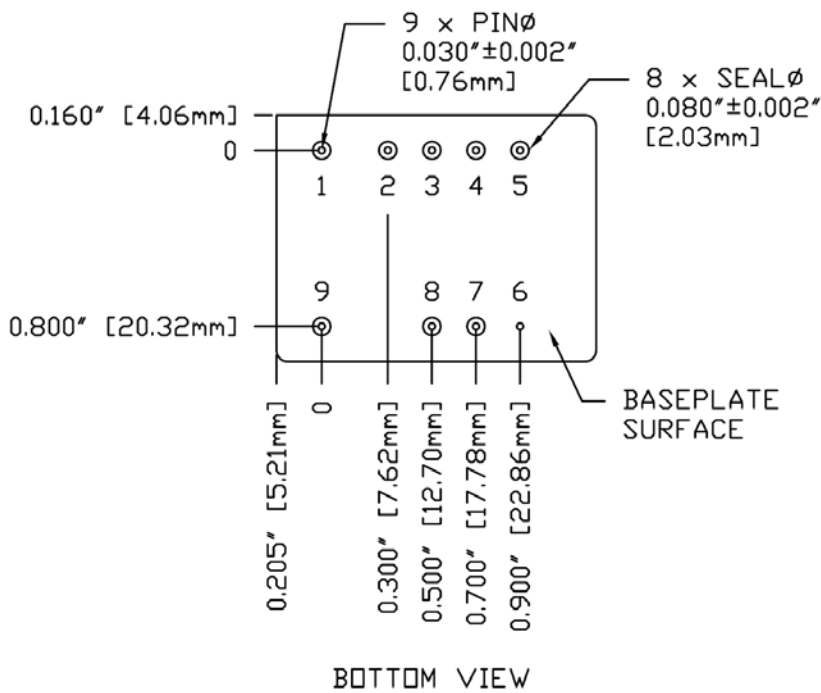 9 x PINØ
0.030"±0.002"
[0.76mm]
8 x SEALØ
0.080"±0.002"
[2.03mm]
0.160" [4.06mm]
0
1 2 3 4 5
9 8 7 6
0.800" [20.32mm]
BASEPLATE
SURFACE
0.205" [5.21mm]
0
0.300" [7.62mm]
0.500" [12.70mm]
0.700" [17.78mm]
0.900" [22.86mm]
BOTTOM VIEW